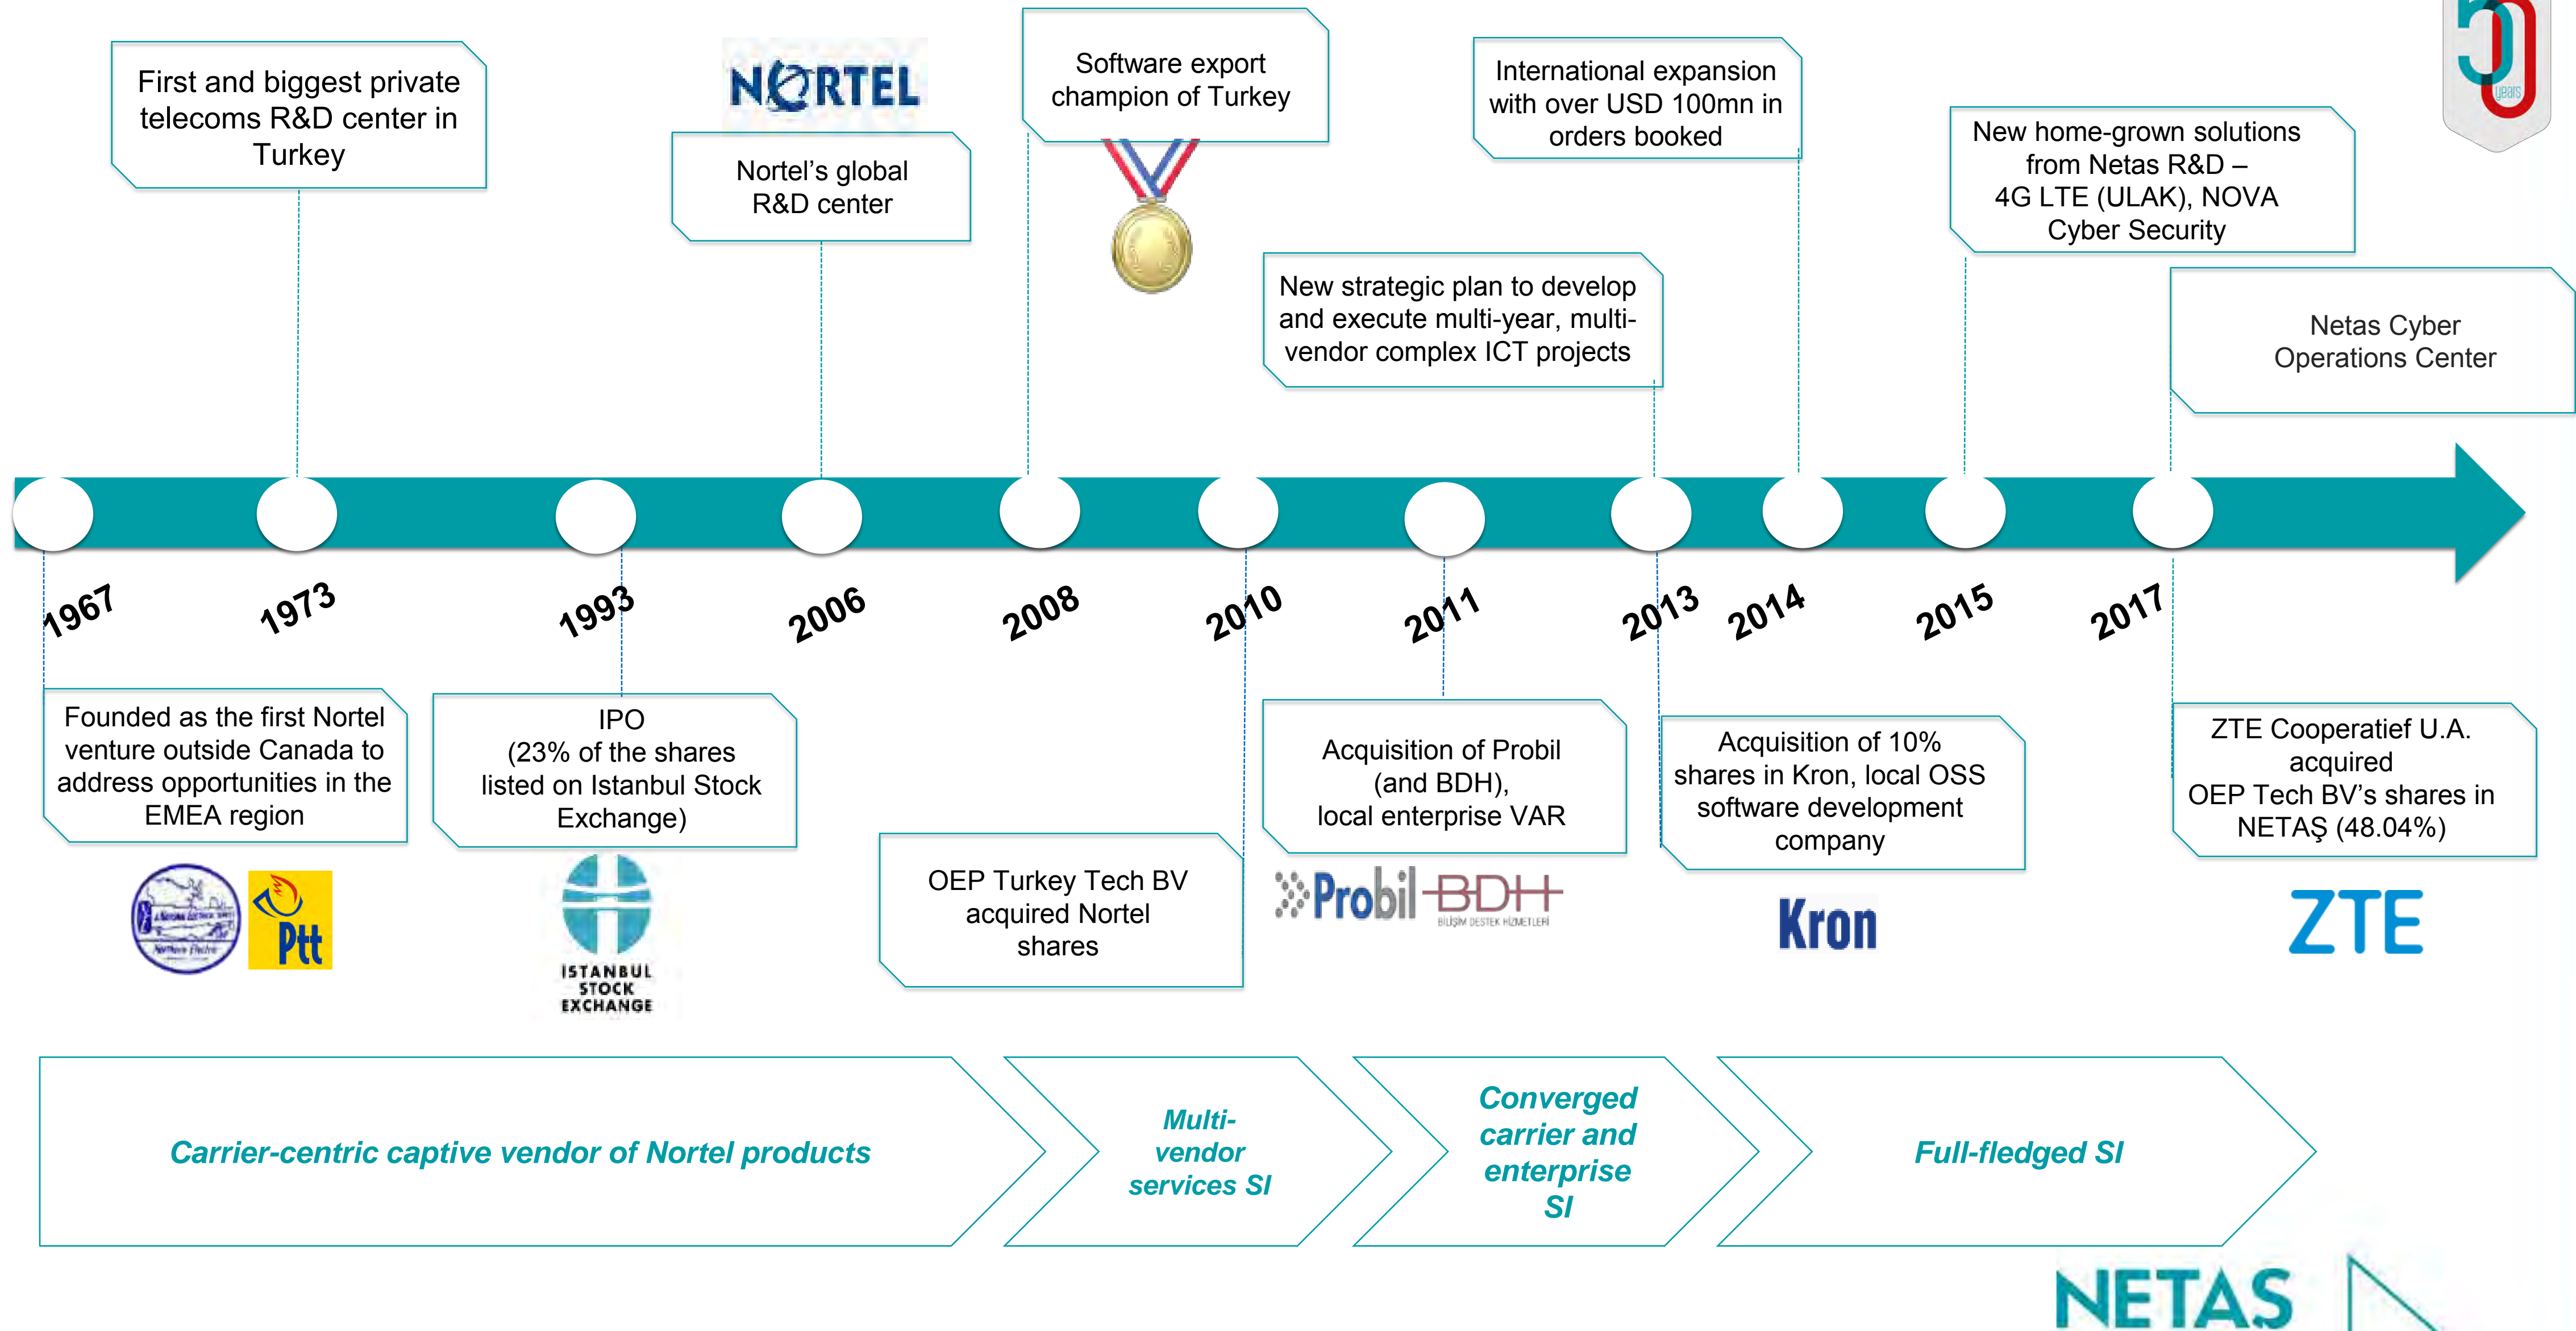 50
years
First and biggest private
telecoms R&D center in
Turkey
NORTEL
Nortel's global
R&D center
Software export
champion of Turkey
International expansion
with over USD 100mn in
orders booked
New strategic plan to develop
and execute multi-year, multi-
vendor complex ICT projects
New home-grown solutions
from Netas R&D –
4G LTE (ULAK), NOVA
Cyber Security
Netas Cyber
Operations Center
1967
1973
1993
2006
2008
2010
2011
2013
2014
2015
2017
Founded as the first Nortel
venture outside Canada to
address opportunities in the
EMEA region
Northern Electric
Ptt
IPO
(23% of the shares
listed on Istanbul Stock
Exchange)
ISTANBUL
STOCK
EXCHANGE
OEP Turkey Tech BV
acquired Nortel
shares
Acquisition of Probil
(and BDH),
local enterprise VAR
Probil
BDH
BİLİŞİM DESTEK HİZMETLERİ
Acquisition of 10%
shares in Kron, local OSS
software development
company
Kron
ZTE Cooperatief U.A.
acquired
OEP Tech BV's shares in
NETAŞ (48.04%)
ZTE
Carrier-centric captive vendor of Nortel products
Multi-
vendor
services SI
Converged
carrier and
enterprise
SI
Full-fledged SI
NETAS